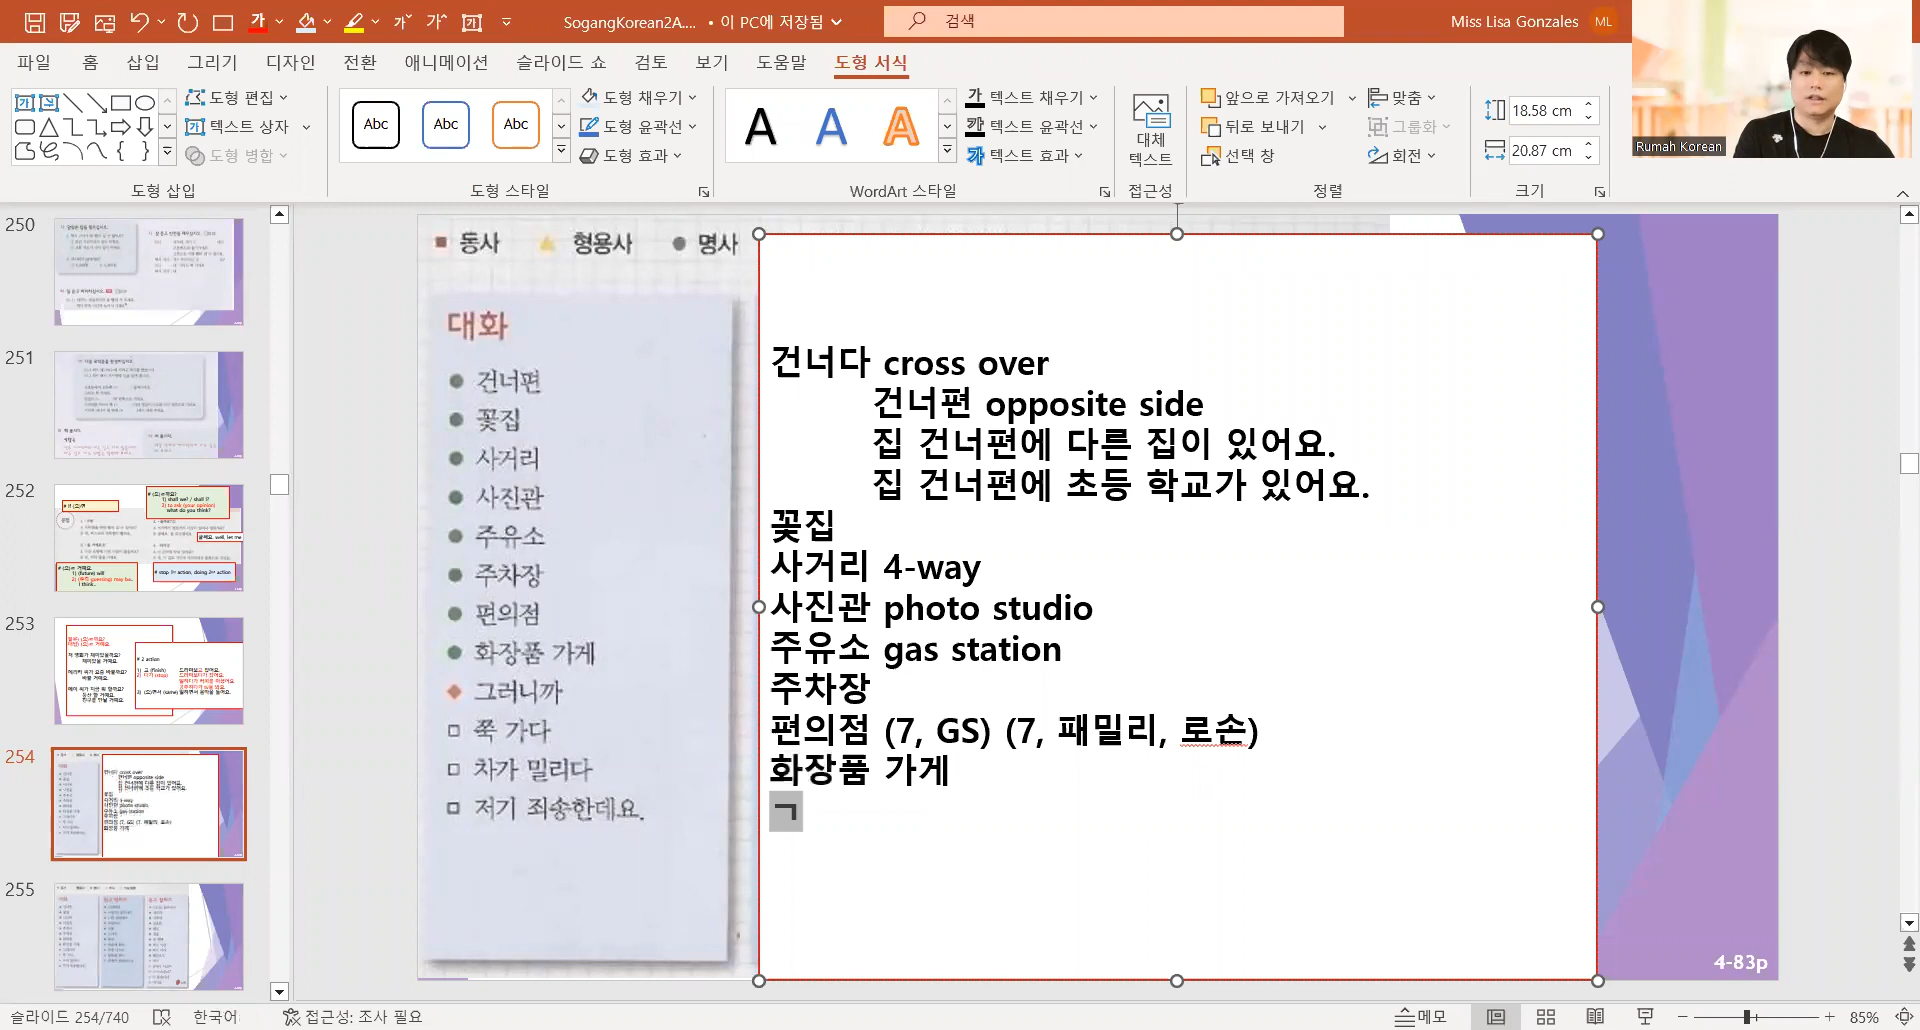 SogangKorean2A.... • 이 PC에 저장됨
검색
Miss Lisa Gonzales ML
파일 홈 삽입 그리기 디자인 전환 애니메이션 슬라이드 쇼 검토 보기 도움말 도형 서식
도형 편집
텍스트 상자
도형 병합
도형 삽입
Abc Abc Abc
도형 채우기
도형 윤곽선
도형 효과
도형 스타일
A A A
텍스트 채우기
텍스트 윤곽선
텍스트 효과
WordArt 스타일
대체
텍스트
접근성
앞으로 가져오기
뒤로 보내기
선택 창
맞춤
그룹화
회전
정렬
18.58 cm
20.87 cm
크기
Rumah Korean
250
251
252
253
254
255
동사 형용사 명사
대화
건너편
꽃집
사거리
사진관
주유소
주차장
편의점
화장품 가게
그러니까
쭉 가다
차가 밀리다
저기 죄송한데요.
건너다 cross over
건너편 opposite side
집 건너편에 다른 집이 있어요.
집 건너편에 초등 학교가 있어요.
꽃집
사거리 4-way
사진관 photo studio
주유소 gas station
주차장
편의점 (7, GS) (7, 패밀리, 로손)
화장품 가게
ㄱ
4-83p
슬라이드 254/740
한국어
접근성: 조사 필요
메모
85%